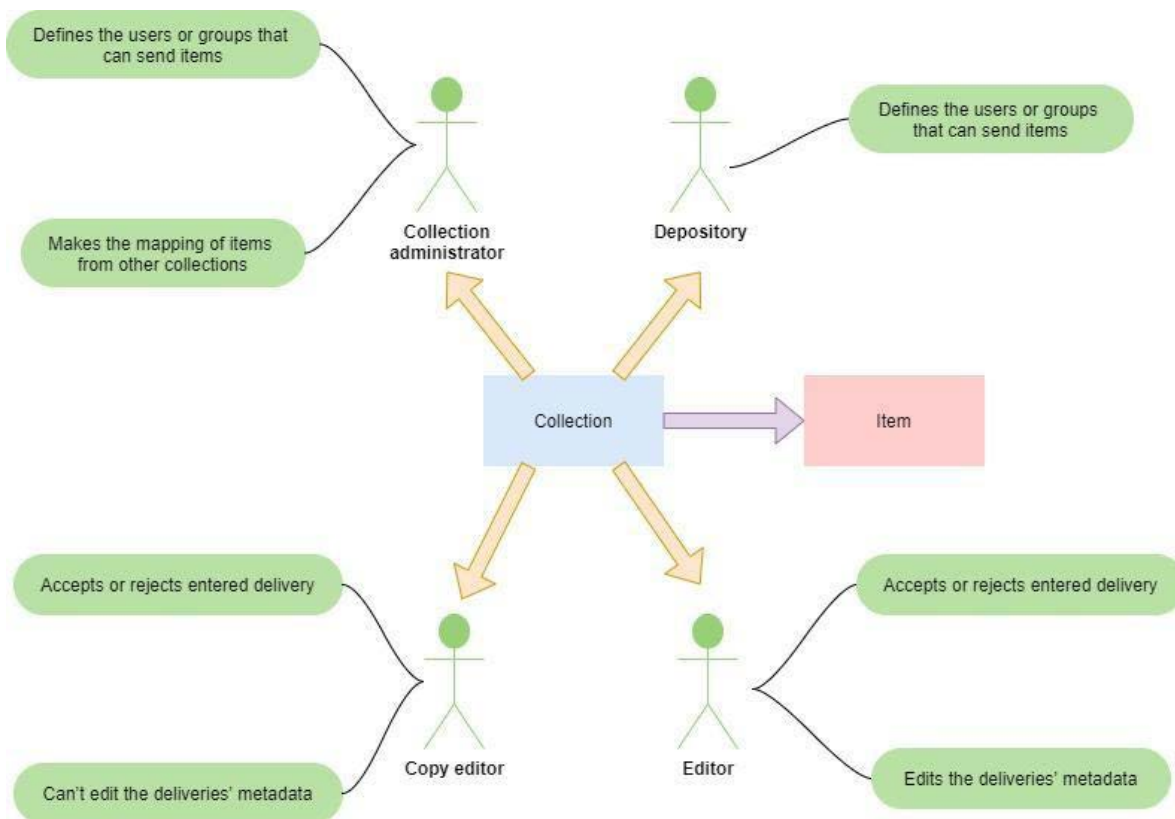 Defines the users or groups that
can send items
Defines the users or groups
that can send items
Collection
administrator
Depository
Makes the mapping of items
from other collections
Collection
Item
Accepts or rejects entered delivery
Accepts or rejects entered delivery
Copy editor
Editor
Can't edit the deliveries' metadata
Edits the deliveries' metadata